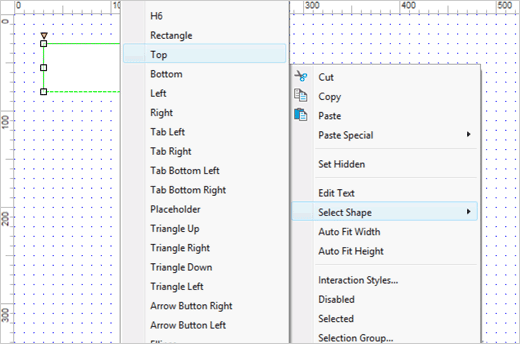 0
100
300
400
500
0
100
200
300
H6
Rectangle
Top
Bottom
Left
Right
Tab Left
Tab Right
Tab Bottom Left
Tab Bottom Right
Placeholder
Triangle Up
Triangle Right
Triangle Down
Triangle Left
Arrow Button Right
Arrow Button Left
Cut
Copy
Paste
Paste Special
Set Hidden
Edit Text
Select Shape
Auto Fit Width
Auto Fit Height
Interaction Styles...
Disabled
Selected
Selection Group...